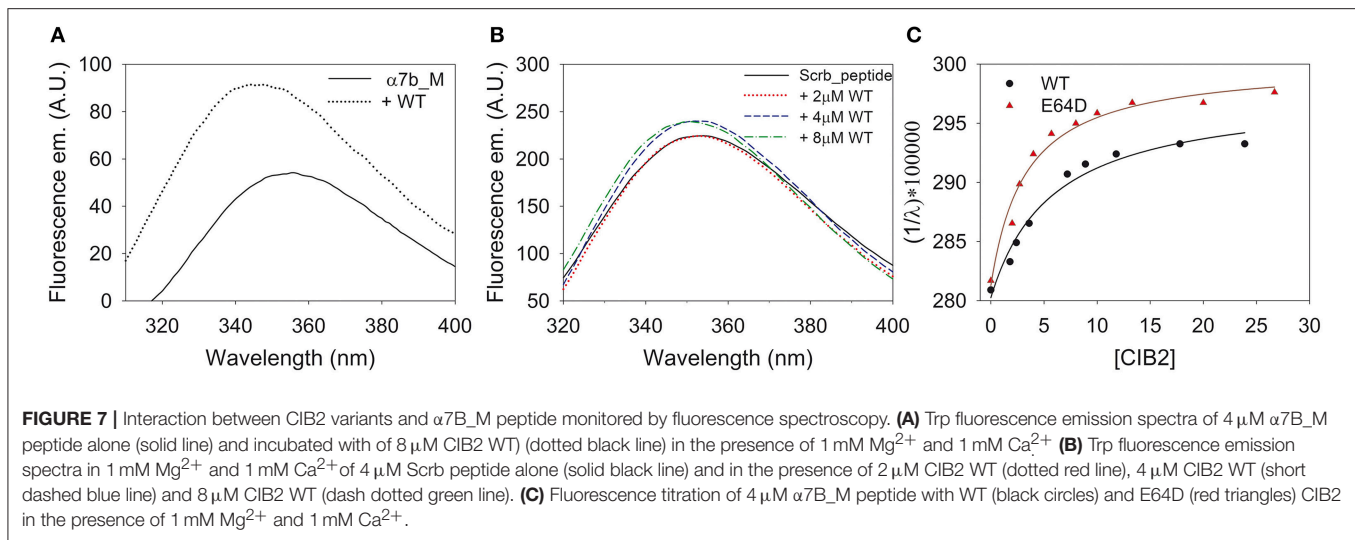 A
B
C
Fluorescence em. (A.U.)
100
80
60
40
20
0
320
340
360
380
400
Wavelength (nm)
α7b_M
+ WT
Fluorescence em. (A.U.)
300
250
200
150
100
50
320
340
360
380
400
Wavelength (nm)
Scrb_peptide
+ 2μM WT
+ 4μM WT
+ 8μM WT
(1/λ)*100000
300
295
290
285
280
0
5
10
15
20
25
30
[CIB2]
WT
E64D
FIGURE 7 | Interaction between CIB2 variants and α7B_M peptide monitored by fluorescence spectroscopy. (A) Trp fluorescence emission spectra of 4 μM α7B_M
peptide alone (solid line) and incubated with of 8 μM CIB2 WT) (dotted black line) in the presence of 1 mM Mg2+ and 1 mM Ca2+. (B) Trp fluorescence emission
spectra in 1 mM Mg2+ and 1 mM Ca2+of 4 μM Scrb peptide alone (solid black line) and in the presence of 2 μM CIB2 WT (dotted red line), 4 μM CIB2 WT (short
dashed blue line) and 8 μM CIB2 WT (dash dotted green line). (C) Fluorescence titration of 4 μM α7B_M peptide with WT (black circles) and E64D (red triangles) CIB2
in the presence of 1 mM Mg2+ and 1 mM Ca2+.